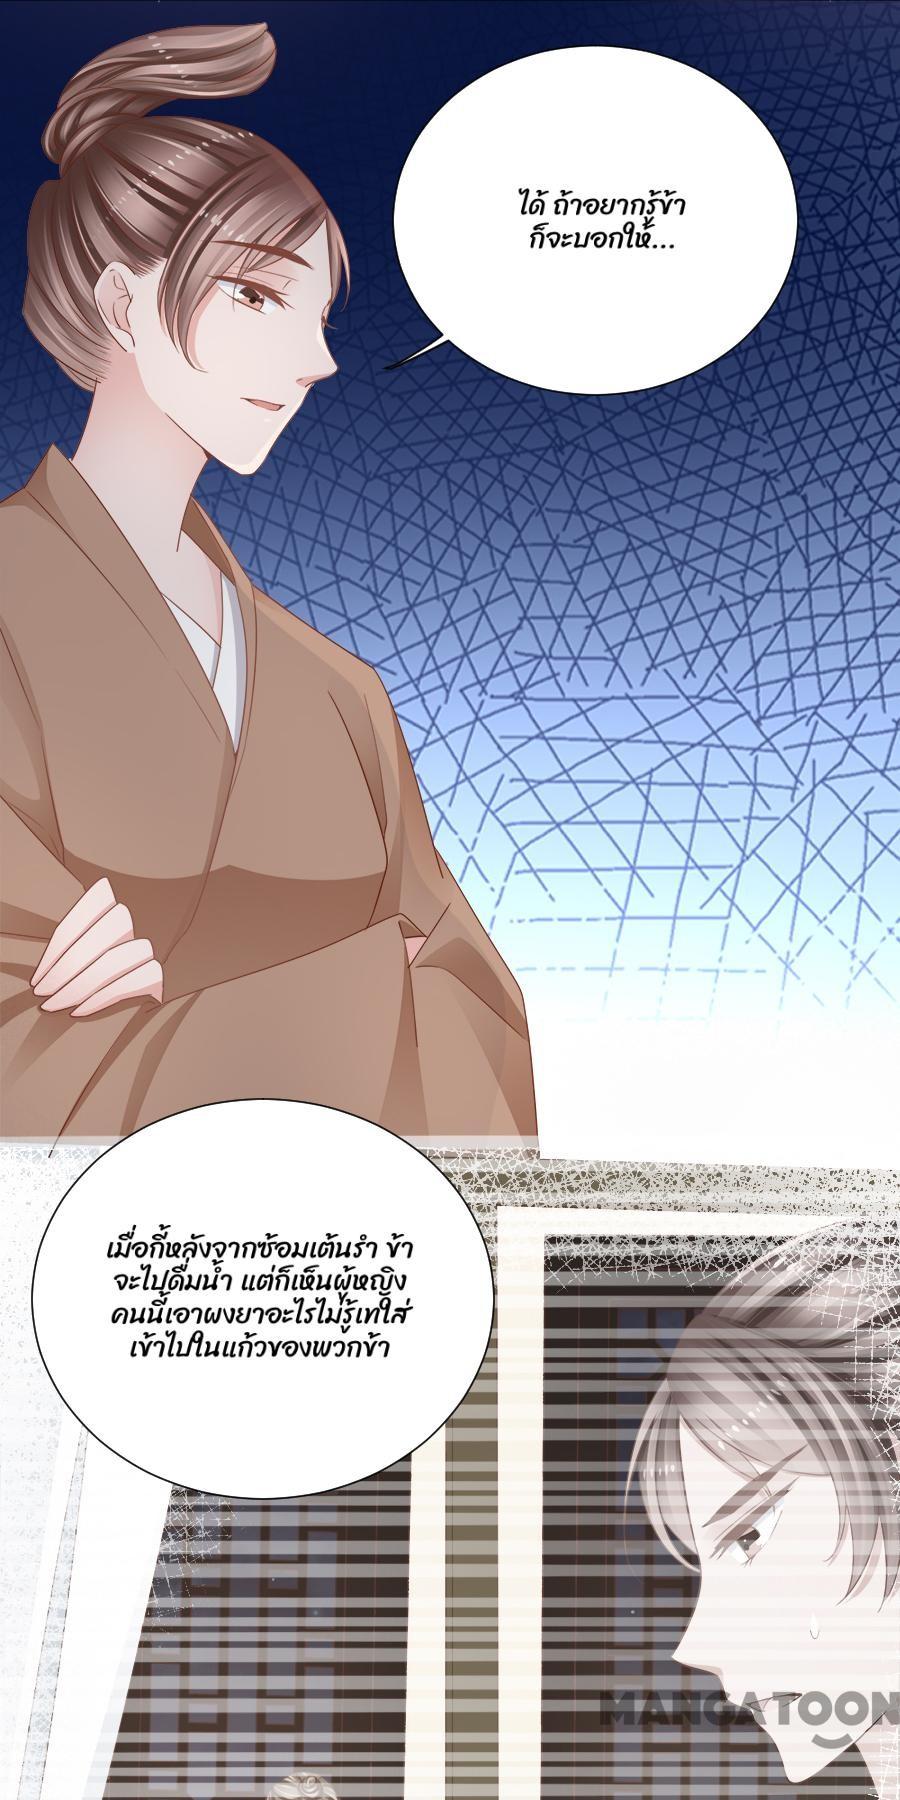 ได้ ถ้าอยากรู้ข้า
ก็จะบอกให้...
เมื่อกี้หลังจากซ้อมเต้นรำ ข้า
จะไปดื่มน้ำ แต่ก็เห็นผู้หญิง
คนนี้เอาผงยาอะไรไม่รู้เทใส่
เข้าไปในแก้วของพวกข้า
MANGATOON